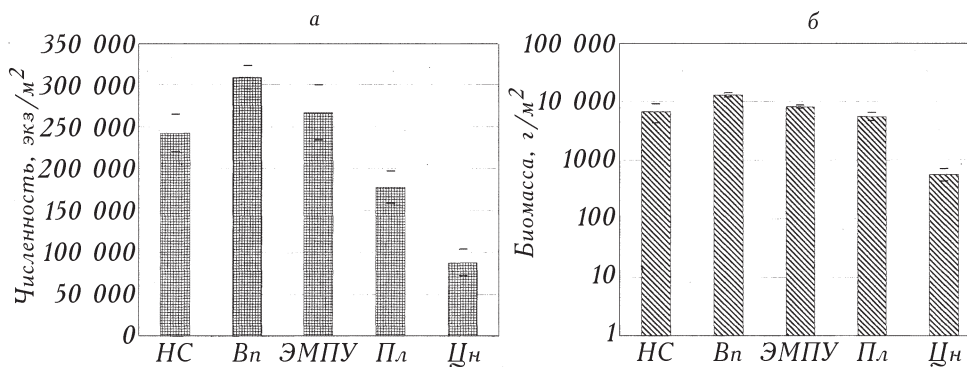 а
Численность, экз/м²
350 000
300 000
250 000
200 000
150 000
100 000
50 000
0
НС Вп ЭМПУ Пл Цн
б
Биомасса, г/м²
100 000
10 000
1000
100
10
1
НС Вп ЭМПУ Пл Цн